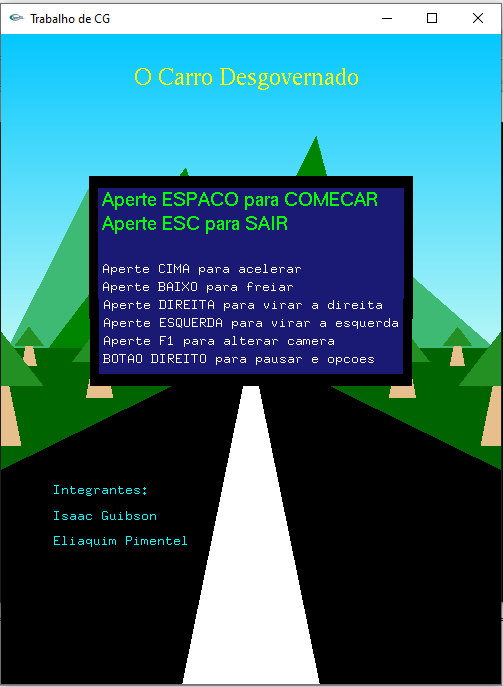 Trabalho de CG
O Carro Desgovernado
Aperte ESPACO para COMECAR
Aperte ESC para SAIR
Aperte CIMA para acelerar
Aperte BAIXO para freiar
Aperte DIREITA para virar a direita
Aperte ESQUERDA para virar a esquerda
Aperte F1 para alterar camera
BOTAO DIREITO para pausar e opcoes
Integrantes:
Isaac Guibson
Eliaquim Pimentel